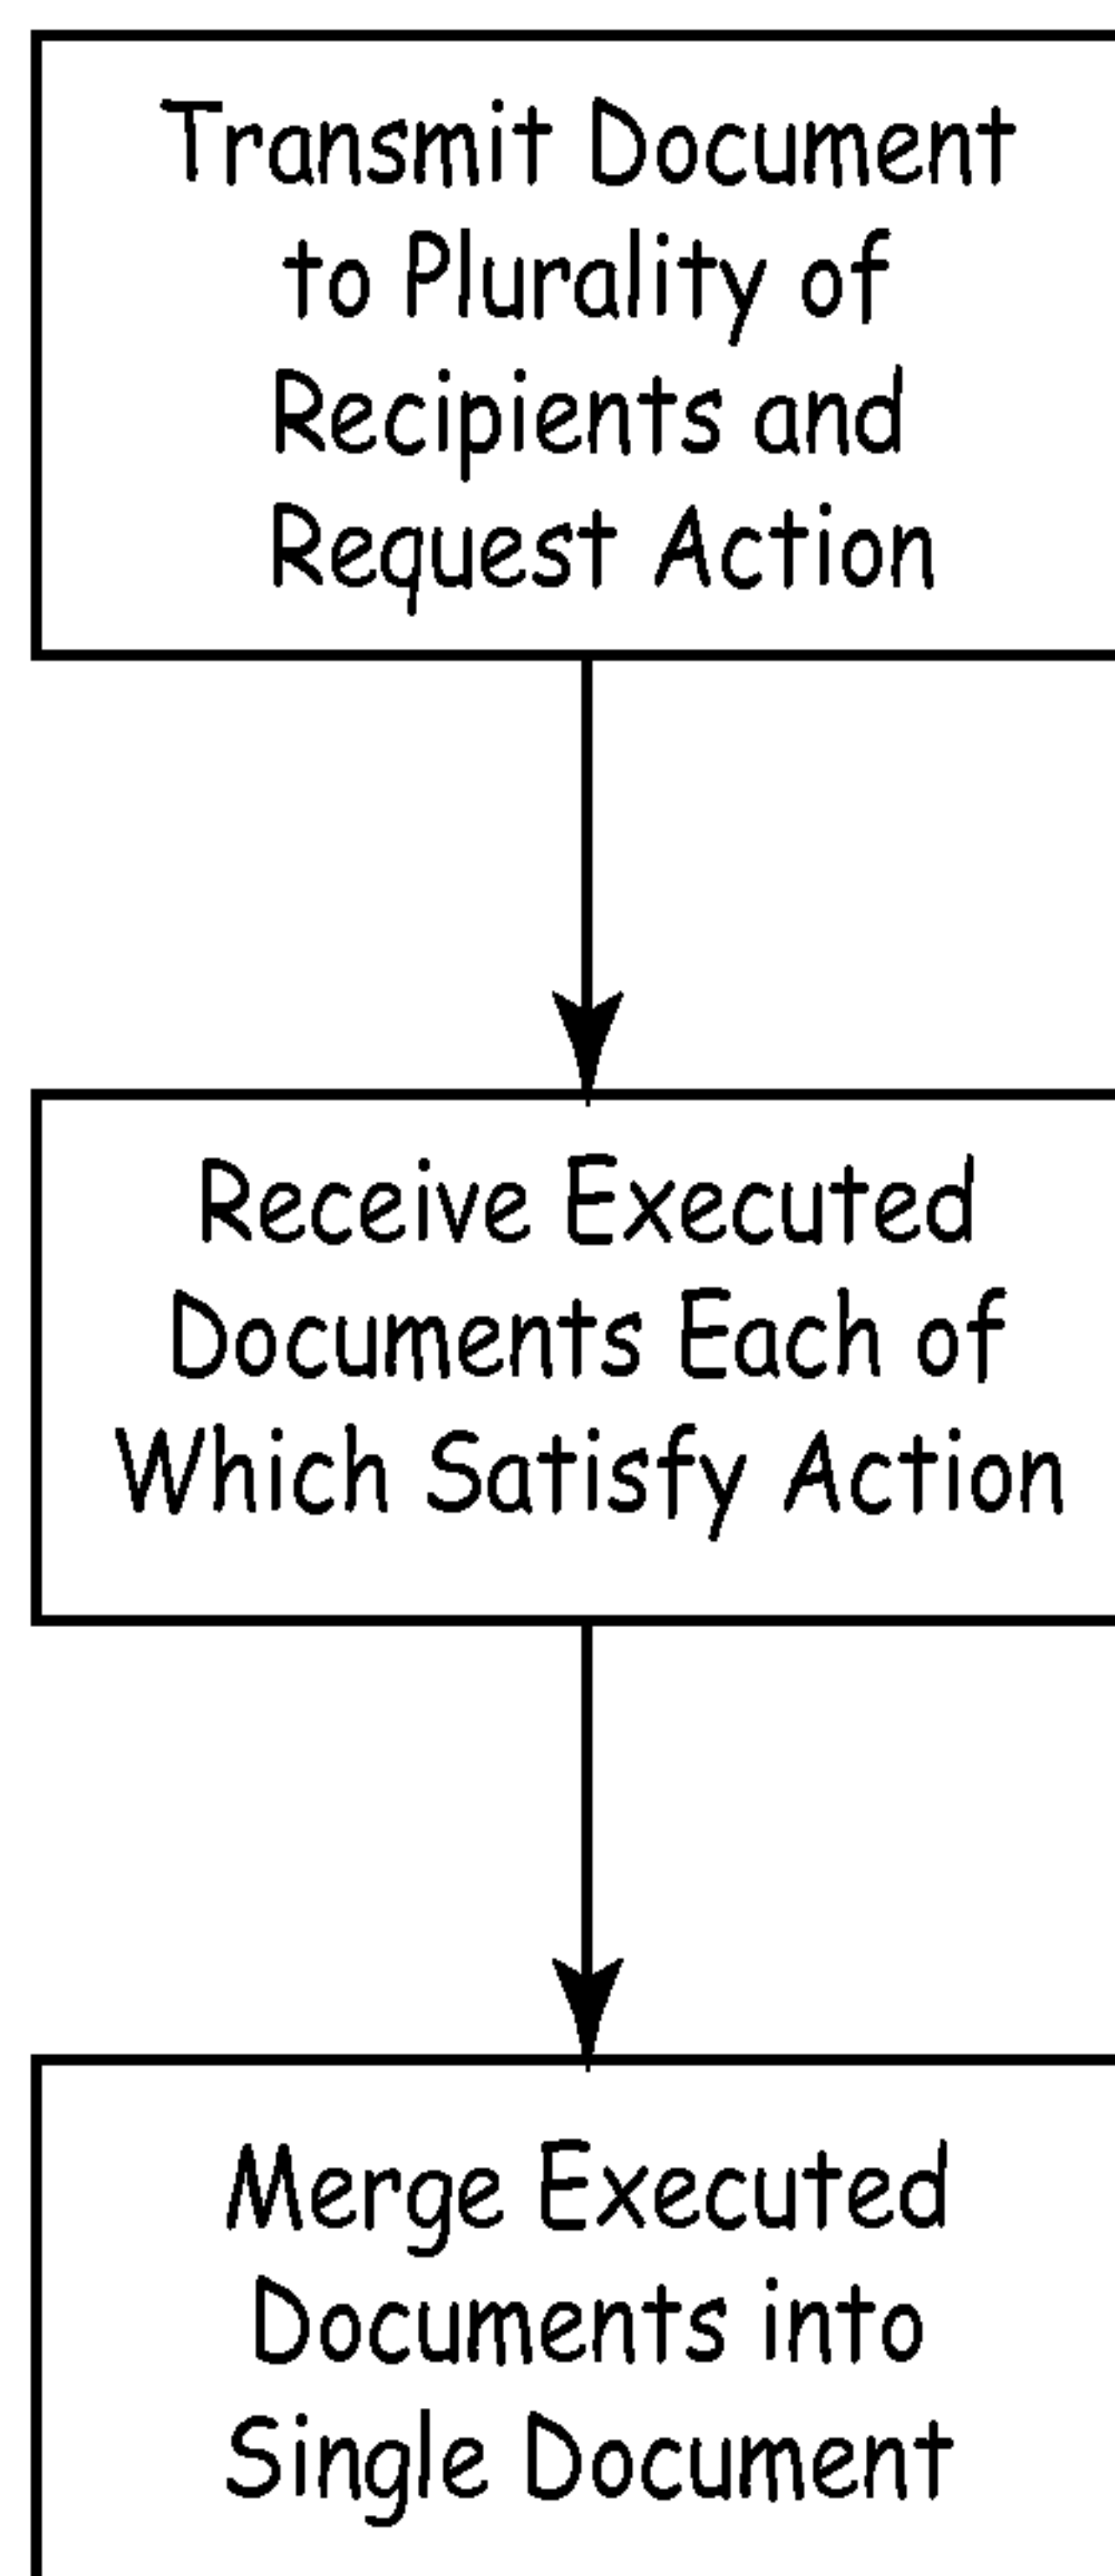 Transmit Document
to Plurality of
Recipients and
Request Action
Receive Executed
Documents Each of
Which Satisfy Action
Merge Executed
Documents into
Single Document